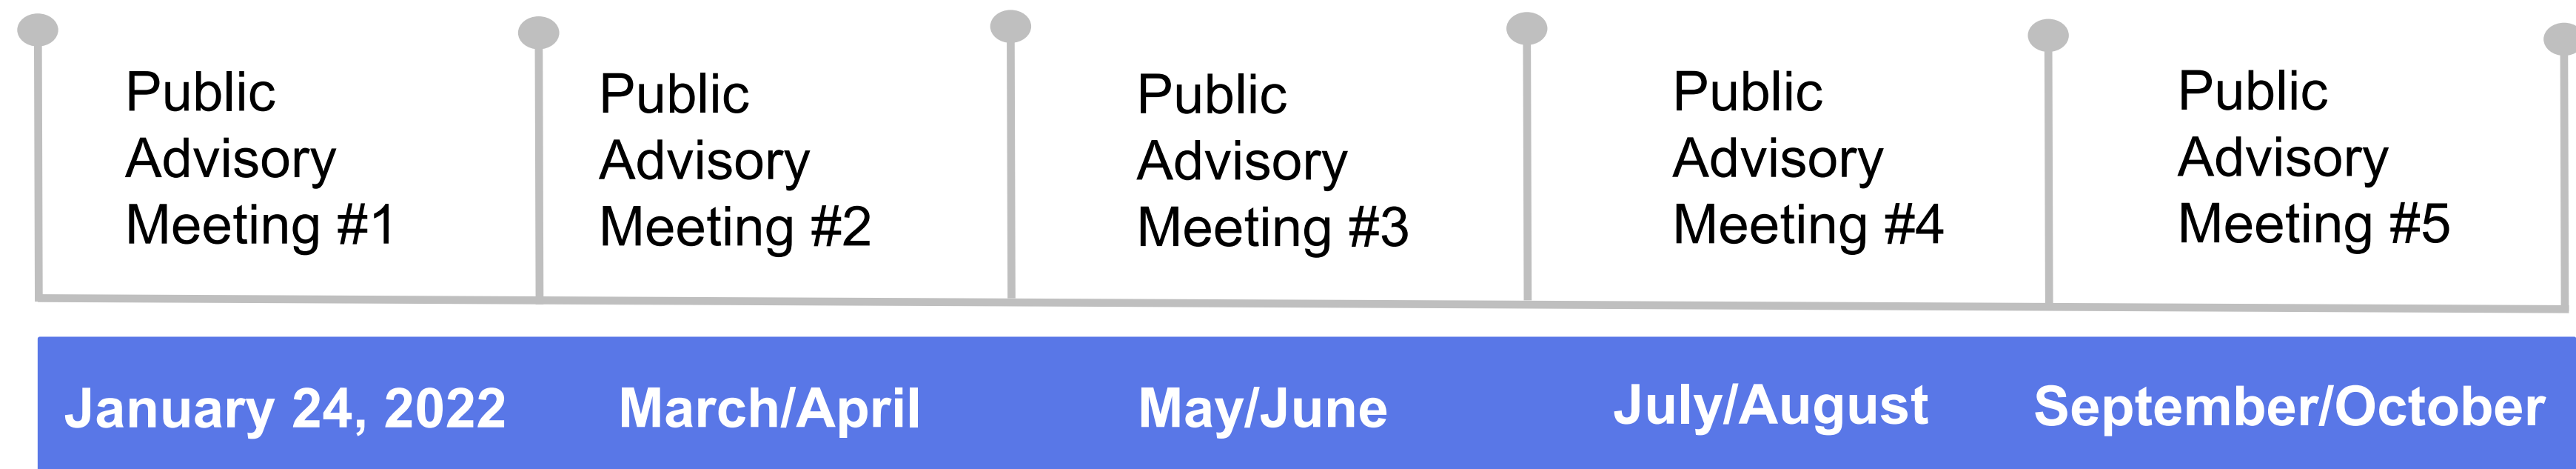 Public
Advisory
Meeting #1
Public
Advisory
Meeting #2
Public
Advisory
Meeting #3
Public
Advisory
Meeting #4
Public
Advisory
Meeting #5
January 24, 2022
March/April
May/June
July/August
September/October